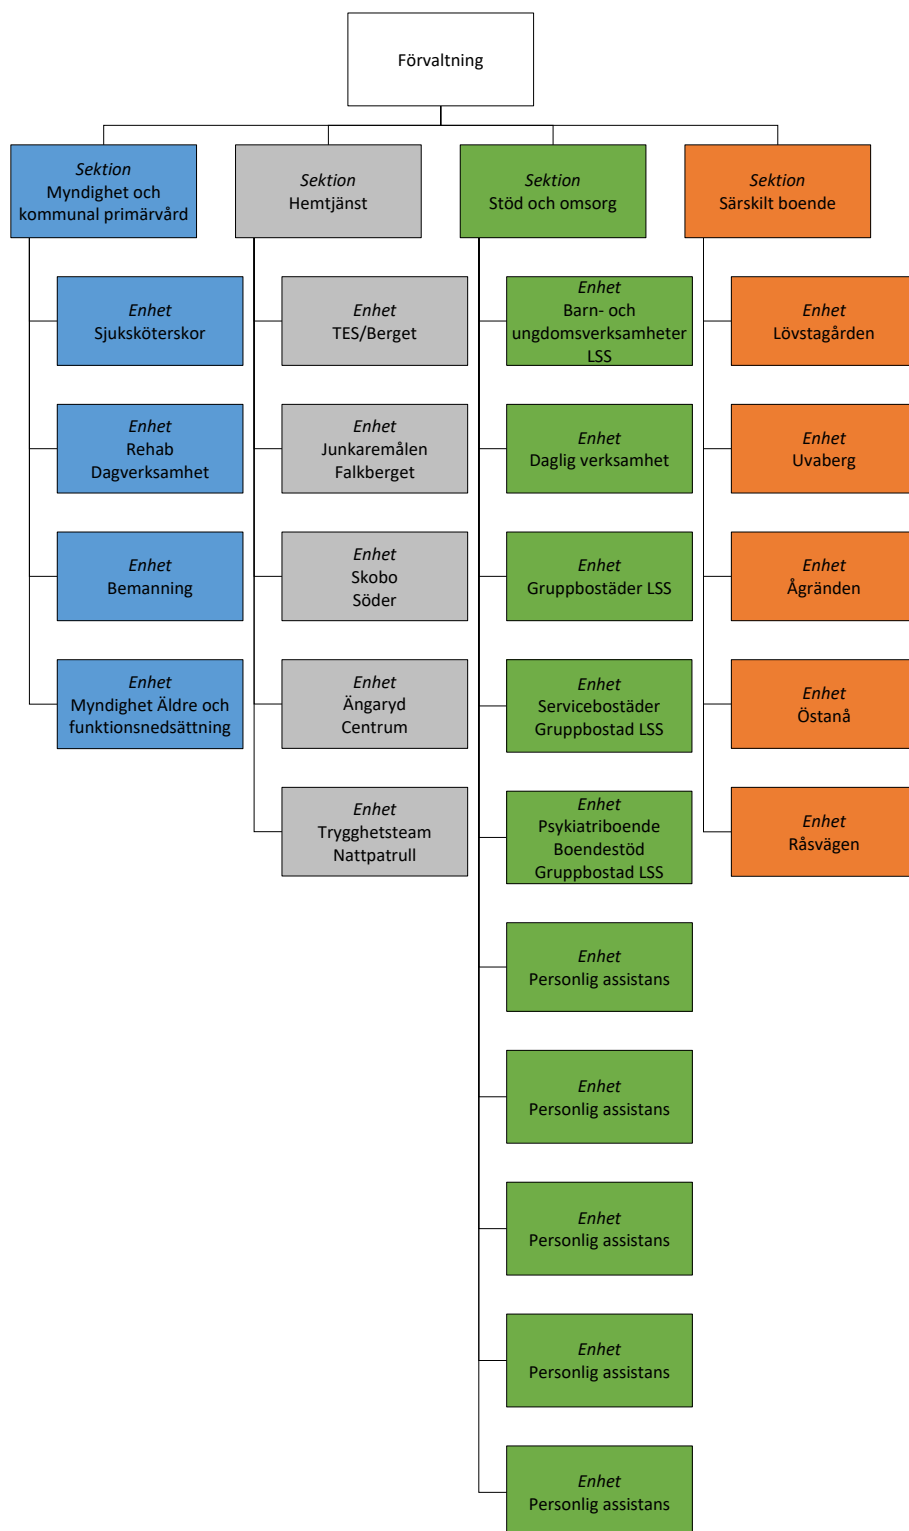 Förvaltning
Sektion
Myndighet och
kommunal primärvård
Sektion
Hemtjänst
Sektion
Stöd och omsorg
Sektion
Särskilt boende
Enhet
Sjuksköterskor
Enhet
Rehab
Dagverksamhet
Enhet
Bemanning
Enhet
Myndighet Äldre och
funktionsnedsättning
Enhet
TES/Berget
Enhet
Junkaremålen
Falkberget
Enhet
Skobo
Söder
Enhet
Ängaryd
Centrum
Enhet
Trygghetsteam
Nattpatrull
Enhet
Barn- och
ungdomsverksamheter
LSS
Enhet
Daglig verksamhet
Enhet
Gruppbostäder LSS
Enhet
Servicebostäder
Gruppbostad LSS
Enhet
Psykiatriboende
Boendestöd
Gruppbostad LSS
Enhet
Personlig assistans
Enhet
Personlig assistans
Enhet
Personlig assistans
Enhet
Personlig assistans
Enhet
Personlig assistans
Enhet
Lövstagården
Enhet
Uvaberg
Enhet
Ågränden
Enhet
Östanå
Enhet
Råsvägen